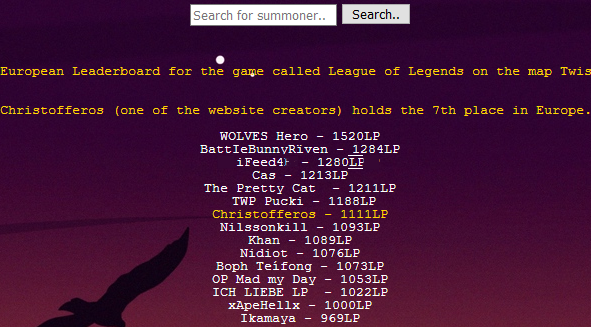 Search for summoner.. Search..
European Leaderboard for the game called League of Legends on the map Twis
Christofferos (one of the website creators) holds the 7th place in Europe.
WOLVES Hero - 1520LP
BattIeBunnyRiven - 1284LP
- 1280LP
Cas - 1213LP
The Pretty Cat - 1211LP
TWP Pucki - 1188LP
Christofferos - 1111LP
Nilssonkill - 1093LP
Khan - 1089LP
Nidiot - 1076LP
Boph Teífong - 1073LP
OP Mad my Day - 1053LP
ICH LIEBE LP - 1022LP
xApeHellx - 1000LP
Ikamaya - 969LP